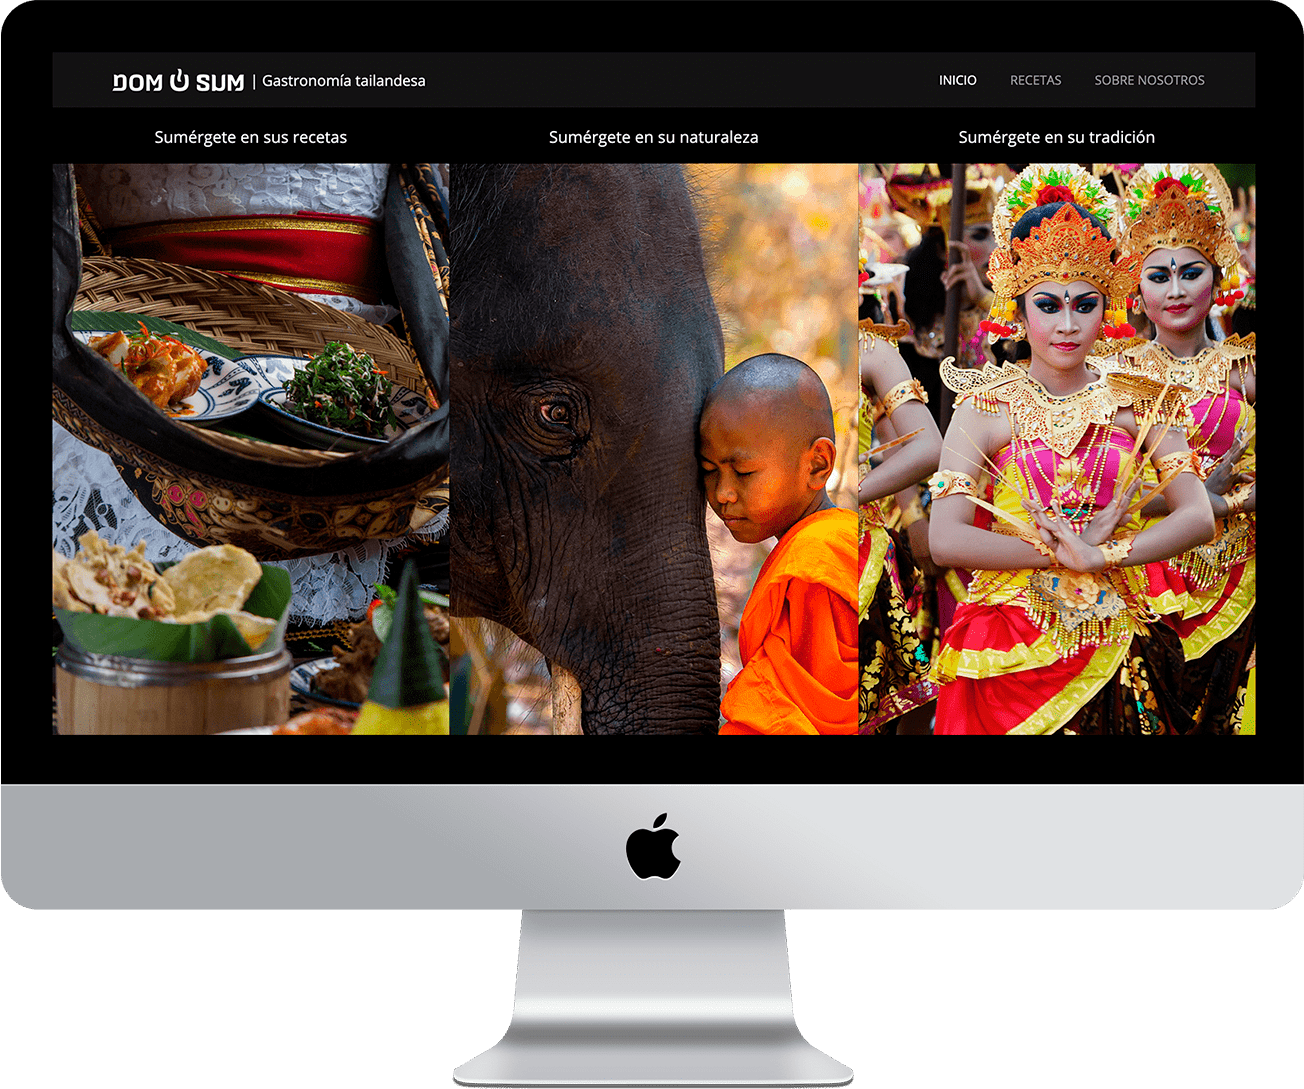 DOM SUM | Gastronomía tailandesa
INICIO RECETAS SOBRE NOSOTROS
Sumérgete en sus recetas
Sumérgete en su naturaleza
Sumérgete en su tradición